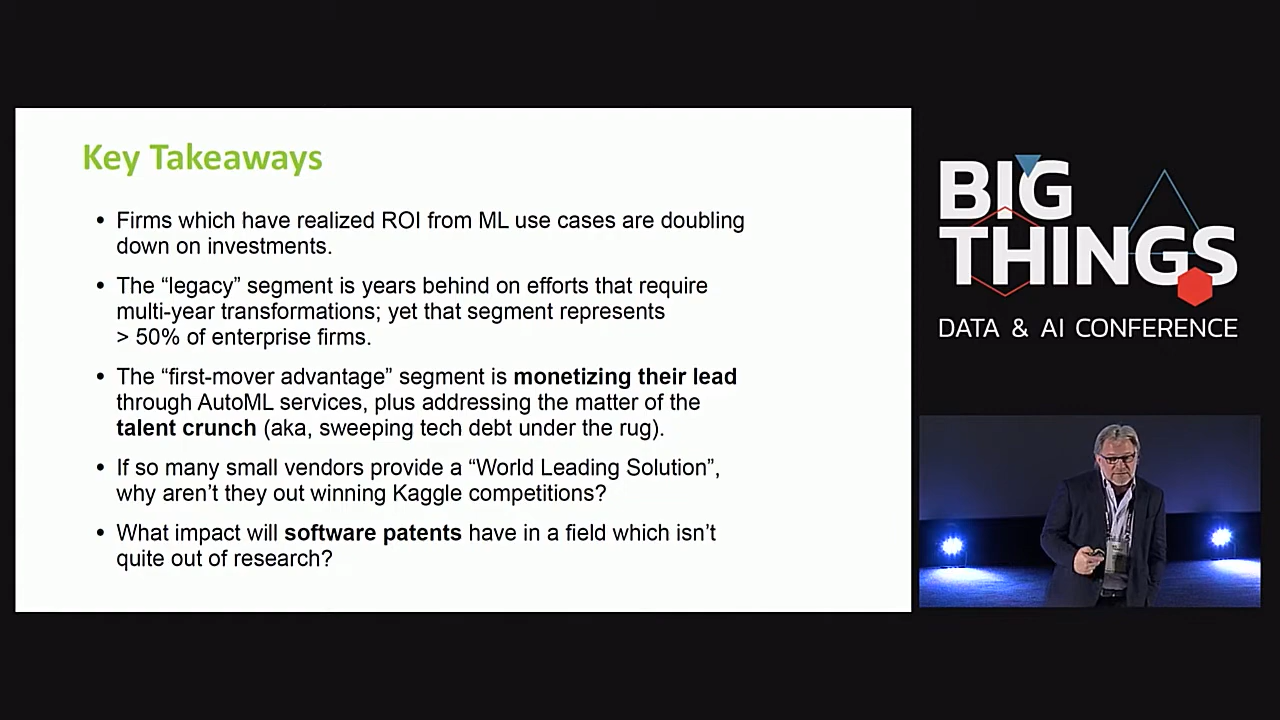 Key Takeaways
• Firms which have realized ROI from ML use cases are doubling
down on investments.
• The “legacy” segment is years behind on efforts that require
multi-year transformations; yet that segment represents
> 50% of enterprise firms.
• The “first-mover advantage” segment is monetizing their lead
through AutoML services, plus addressing the matter of the
talent crunch (aka, sweeping tech debt under the rug).
• If so many small vendors provide a “World Leading Solution”,
why aren’t they out winning Kaggle competitions?
• What impact will software patents have in a field which isn’t
quite out of research?
BIG
THINGS
DATA & AI CONFERENCE